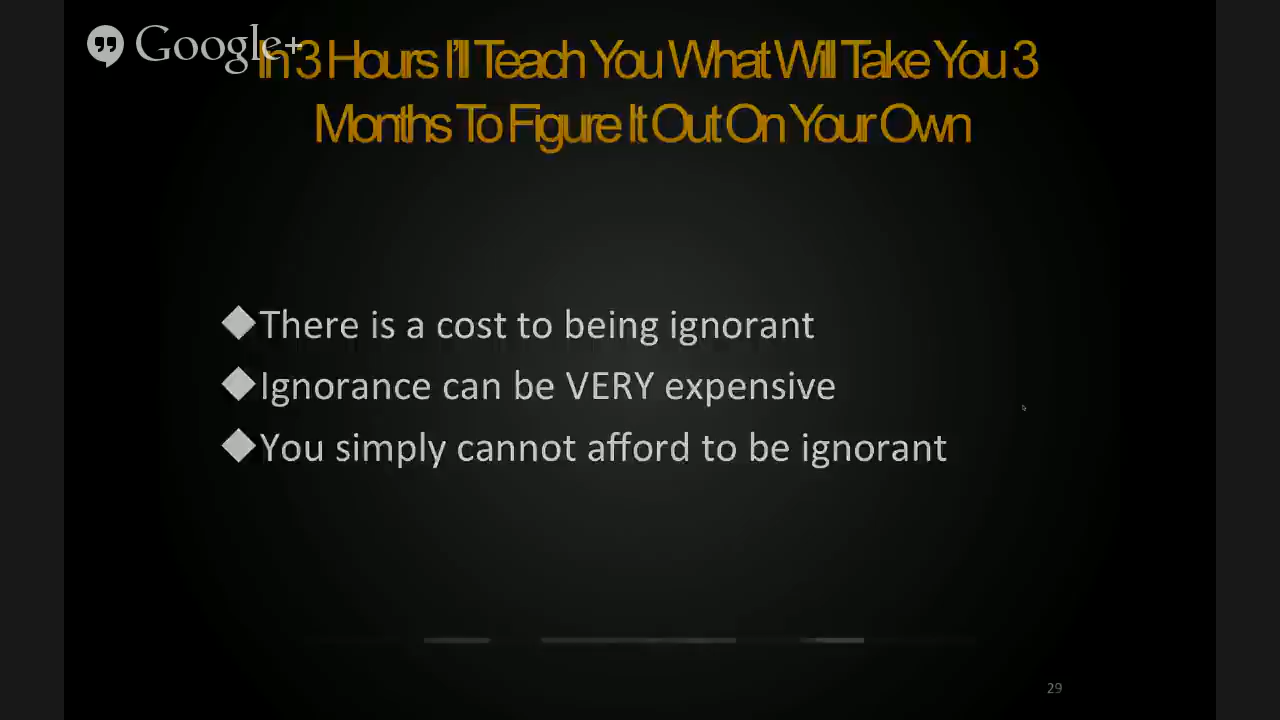 Google+
In 3 Hours I'll Teach You What Will Take You 3
Months To Figure It Out On Your Own
There is a cost to being ignorant
Ignorance can be VERY expensive
You simply cannot afford to be ignorant
29